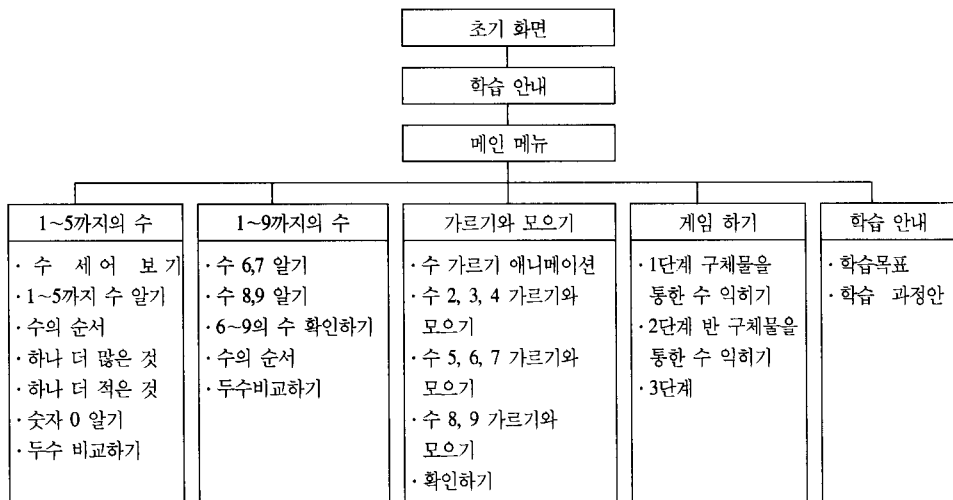 초기 화면
학습 안내
메인 메뉴
1~5까지의 수
· 수 세어 보기
· 1~5까지 수 알기
· 수의 순서
· 하나 더 많은 것
· 하나 더 적은 것
· 숫자 0 알기
· 두수 비교하기
1~9까지의 수
· 수 6,7 알기
· 수 8,9 알기
· 6~9의 수 확인하기
· 수의 순서
· 두수비교하기
가르기와 모으기
· 수 가르기 애니메이션
· 수 2, 3, 4 가르기와
모으기
· 수 5, 6, 7 가르기와
모으기
· 수 8, 9 가르기와
모으기
· 확인하기
게임 하기
· 1단계 구체물을
통한 수 익히기
· 2단계 반 구체물을
통한 수 익히기
· 3단계
학습 안내
· 학습목표
· 학습 과정안